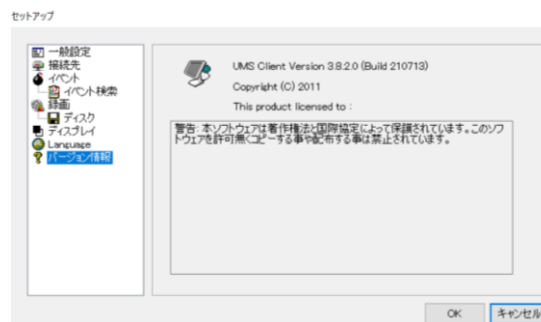 セットアップ
一般設定
接続先
イベント
イベント検索
録画
ディスク
ディスプレイ
Language
バージョン情報
UMS Client Version 3.8.2.0 (Build 210713)
Copyright (C) 2011
This product licensed to :
警告: 本ソフトウェアは著作権法と国際協定によって保護されています。このソフ
トウェアを許可無くコピーする事や配布する事は禁止されています。
OK
キャンセル